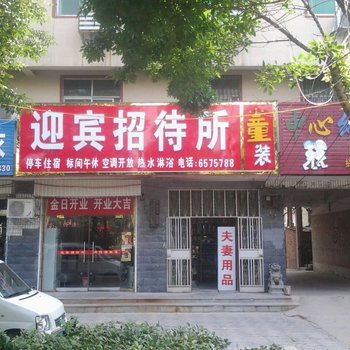 迎宾招待所
停车住宿 标间午休 空调开放 热水淋浴 电话:6575788
童装
中心
金日开业 开业大吉
夫妻用品